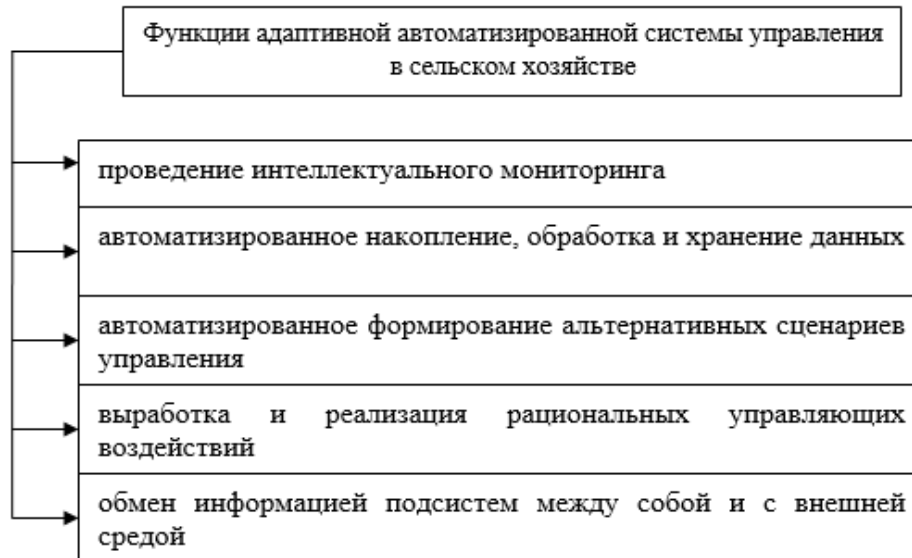 Функции адаптивной автоматизированной системы управления
в сельском хозяйстве
проведение интеллектуального мониторинга
автоматизированное накопление, обработка и хранение данных
автоматизированное формирование альтернативных сценариев
управления
выработка и реализация рациональных управляющих
воздействий
обмен информацией подсистем между собой и с внешней
средой